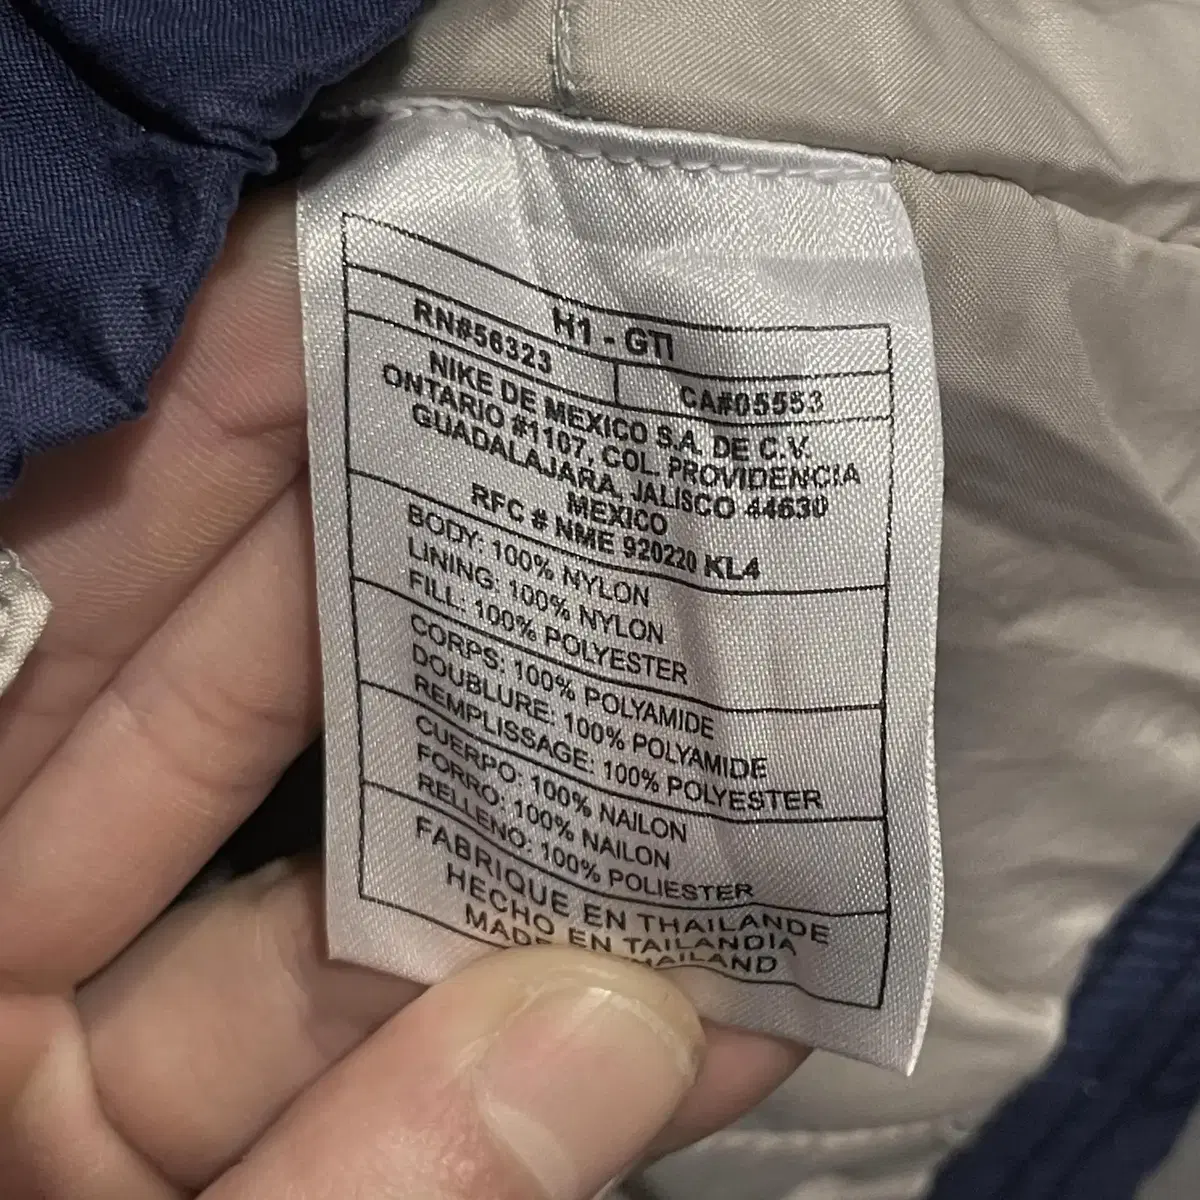 H1 - GTI
RN#56323 CA#05553
NIKE DE MEXICO S.A. DE C.V.
ONTARIO #1107, COL. PROVIDENCIA
GUADALAJARA, JALISCO 44630
MEXICO
RFC # NME 920220 KL4
BODY: 100% NYLON
LINING: 100% NYLON
FILL: 100% POLYESTER
CORPS: 100% POLYAMIDE
DOUBLURE: 100% POLYAMIDE
REMPLISSAGE: 100% POLYESTER
CUERPO: 100% NAILON
FORRO: 100% NAILON
RELLENO: 100% POLIESTER
FABRIQUE EN THAILANDE
HECHO EN TAILANDIA
MADE THAILAND